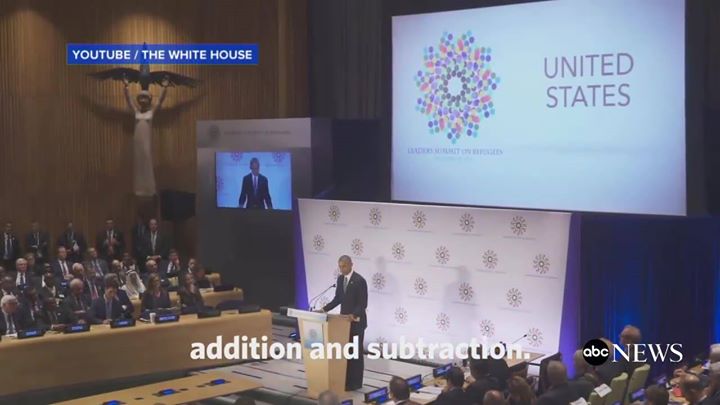 YOUTUBE / THE WHITE HOUSE
UNITED
STATES
LEADERS SUMMIT ON REFUGEES
addition and subtraction.
abc NEWS